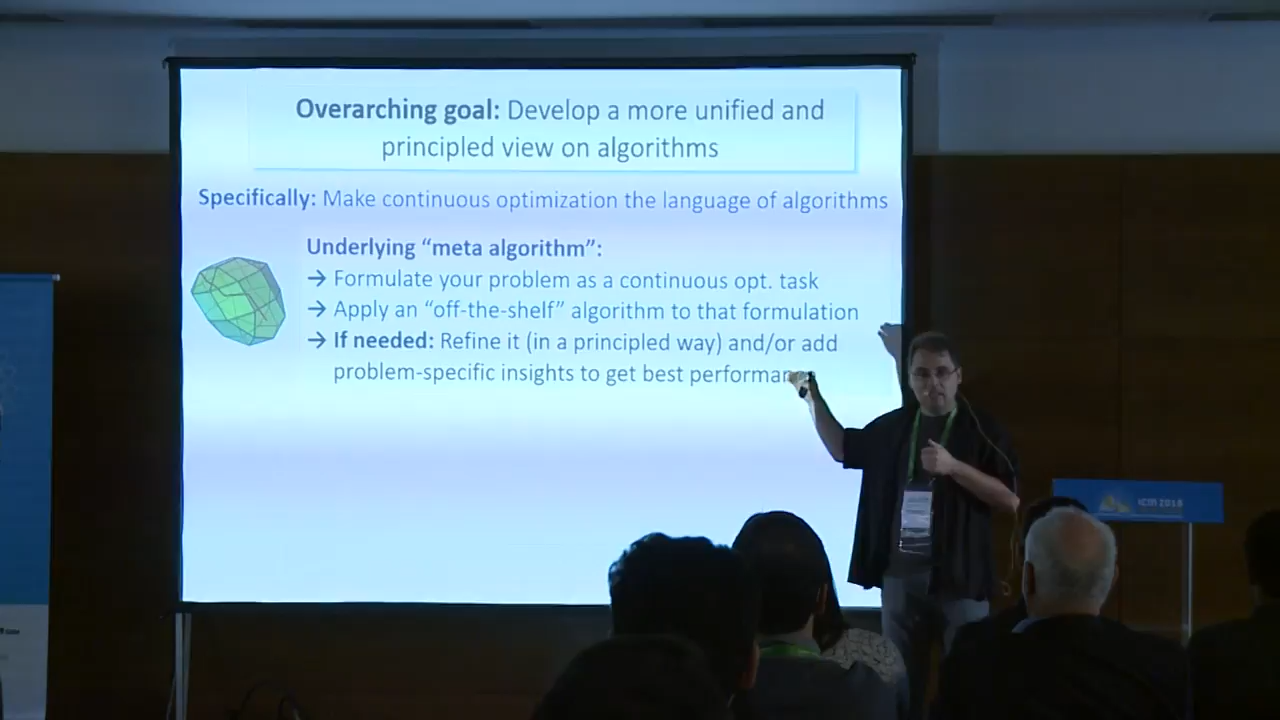 Overarching goal: Develop a more unified and
principled view on algorithms
Specifically: Make continuous optimization the language of algorithms
Underlying “meta algorithm”:
→ Formulate your problem as a continuous opt. task
→ Apply an “off-the-shelf” algorithm to that formulation
→ If needed: Refine it (in a principled way) and/or add
problem-specific insights to get best performan
ICM 2018